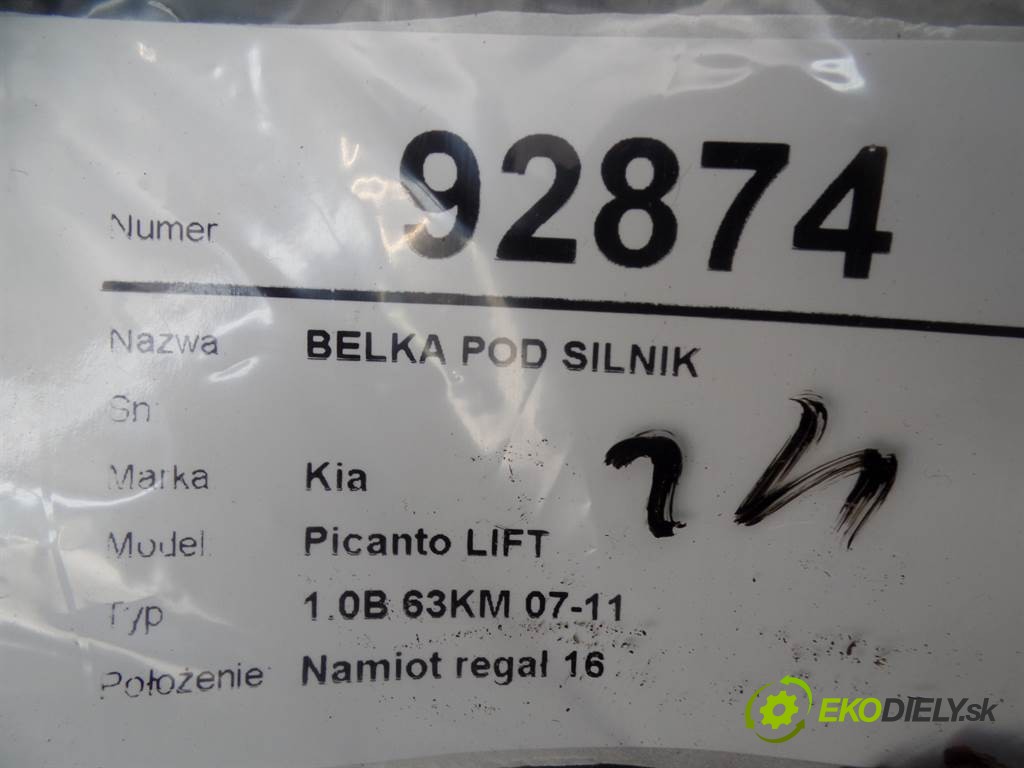 Numer 92874
Nazwa BELKA POD SILNIK
Sn
Marka Kia
Model Picanto LIFT
Typ 1.0B 63KM 07-11
Położenie Namiot regał 16
EKODIELY.sk